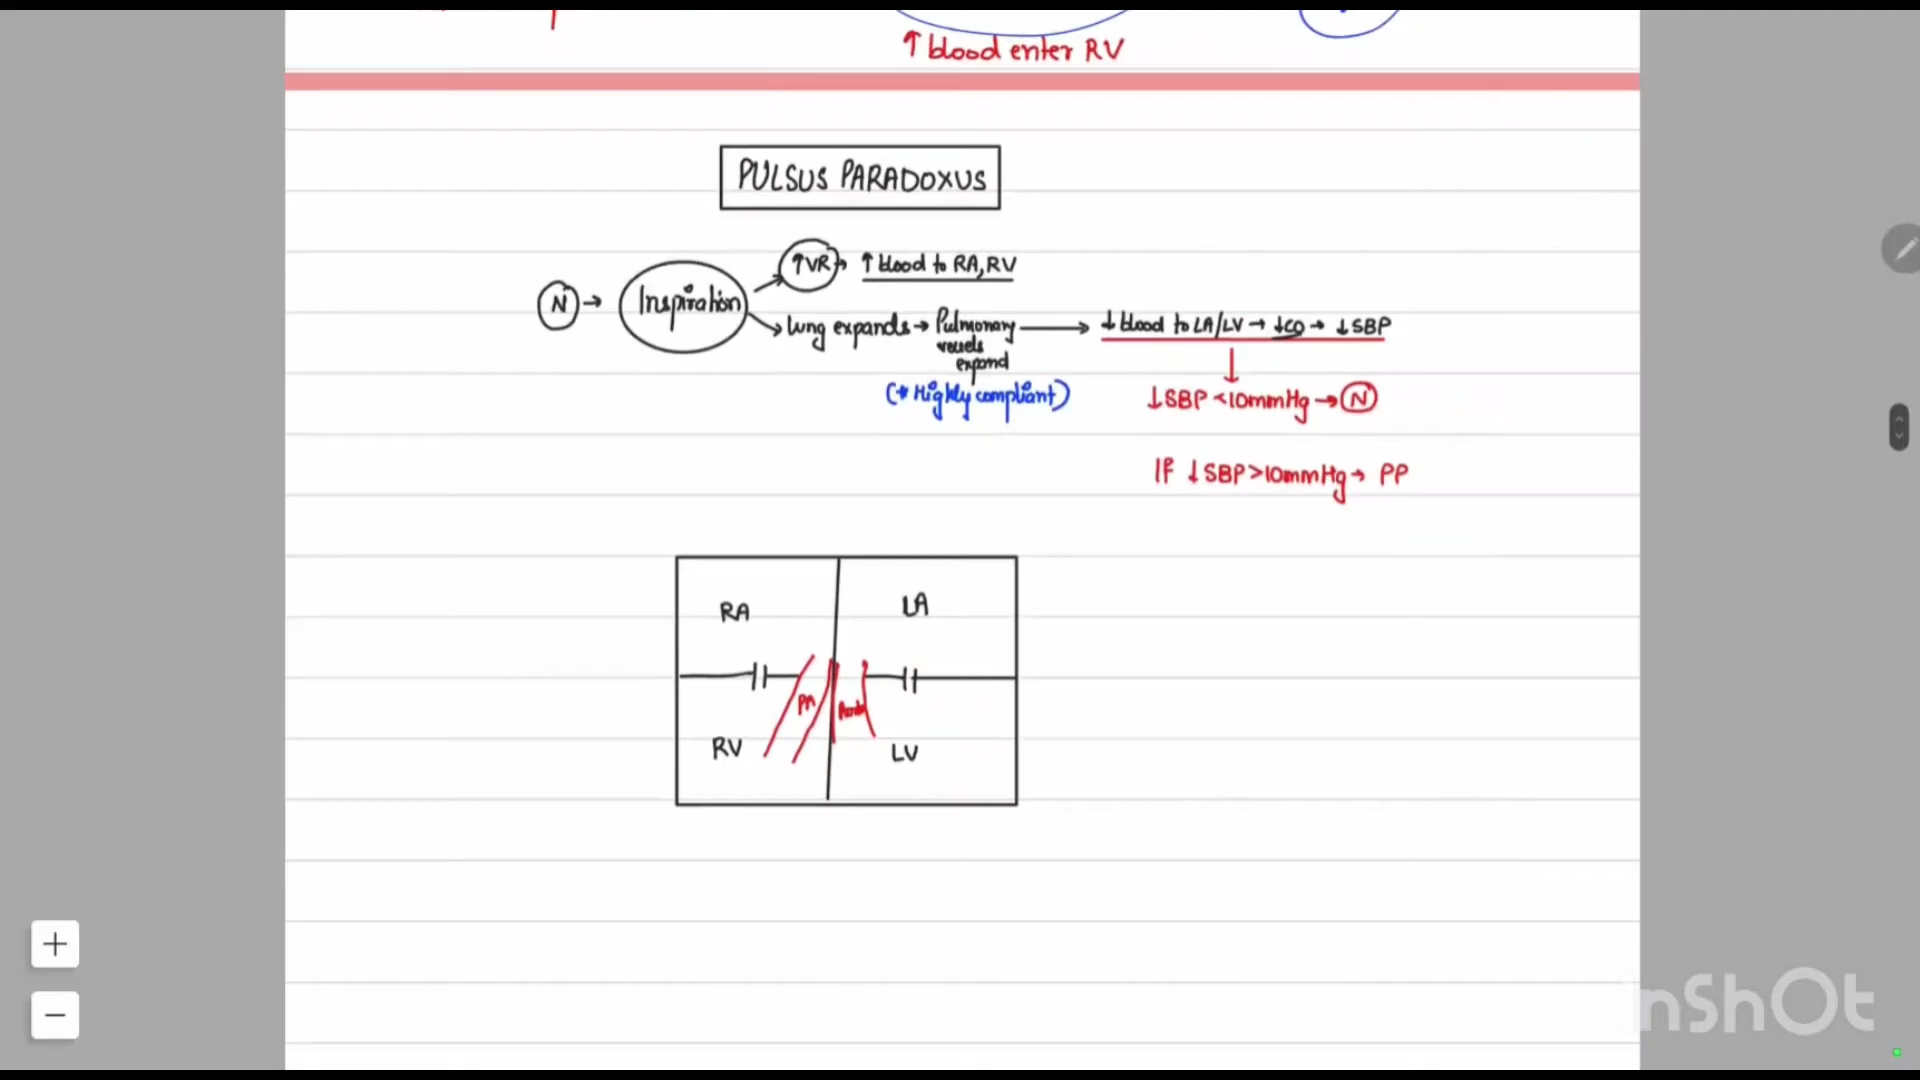 ↑ blood enter RV
PULSUS PARADOXUS
↑VR → ↑ blood to RA, RV
N → Inspiration
lung expands → Pulmonary vessels expand → ↓ blood to LA/LV → ↓CO → ↓SBP
(* Highly compliant)
↓SBP <10mmHg → N
IF ↓SBP >10mmHg → PP
RA
LA
PA
RV
LV
InShOt